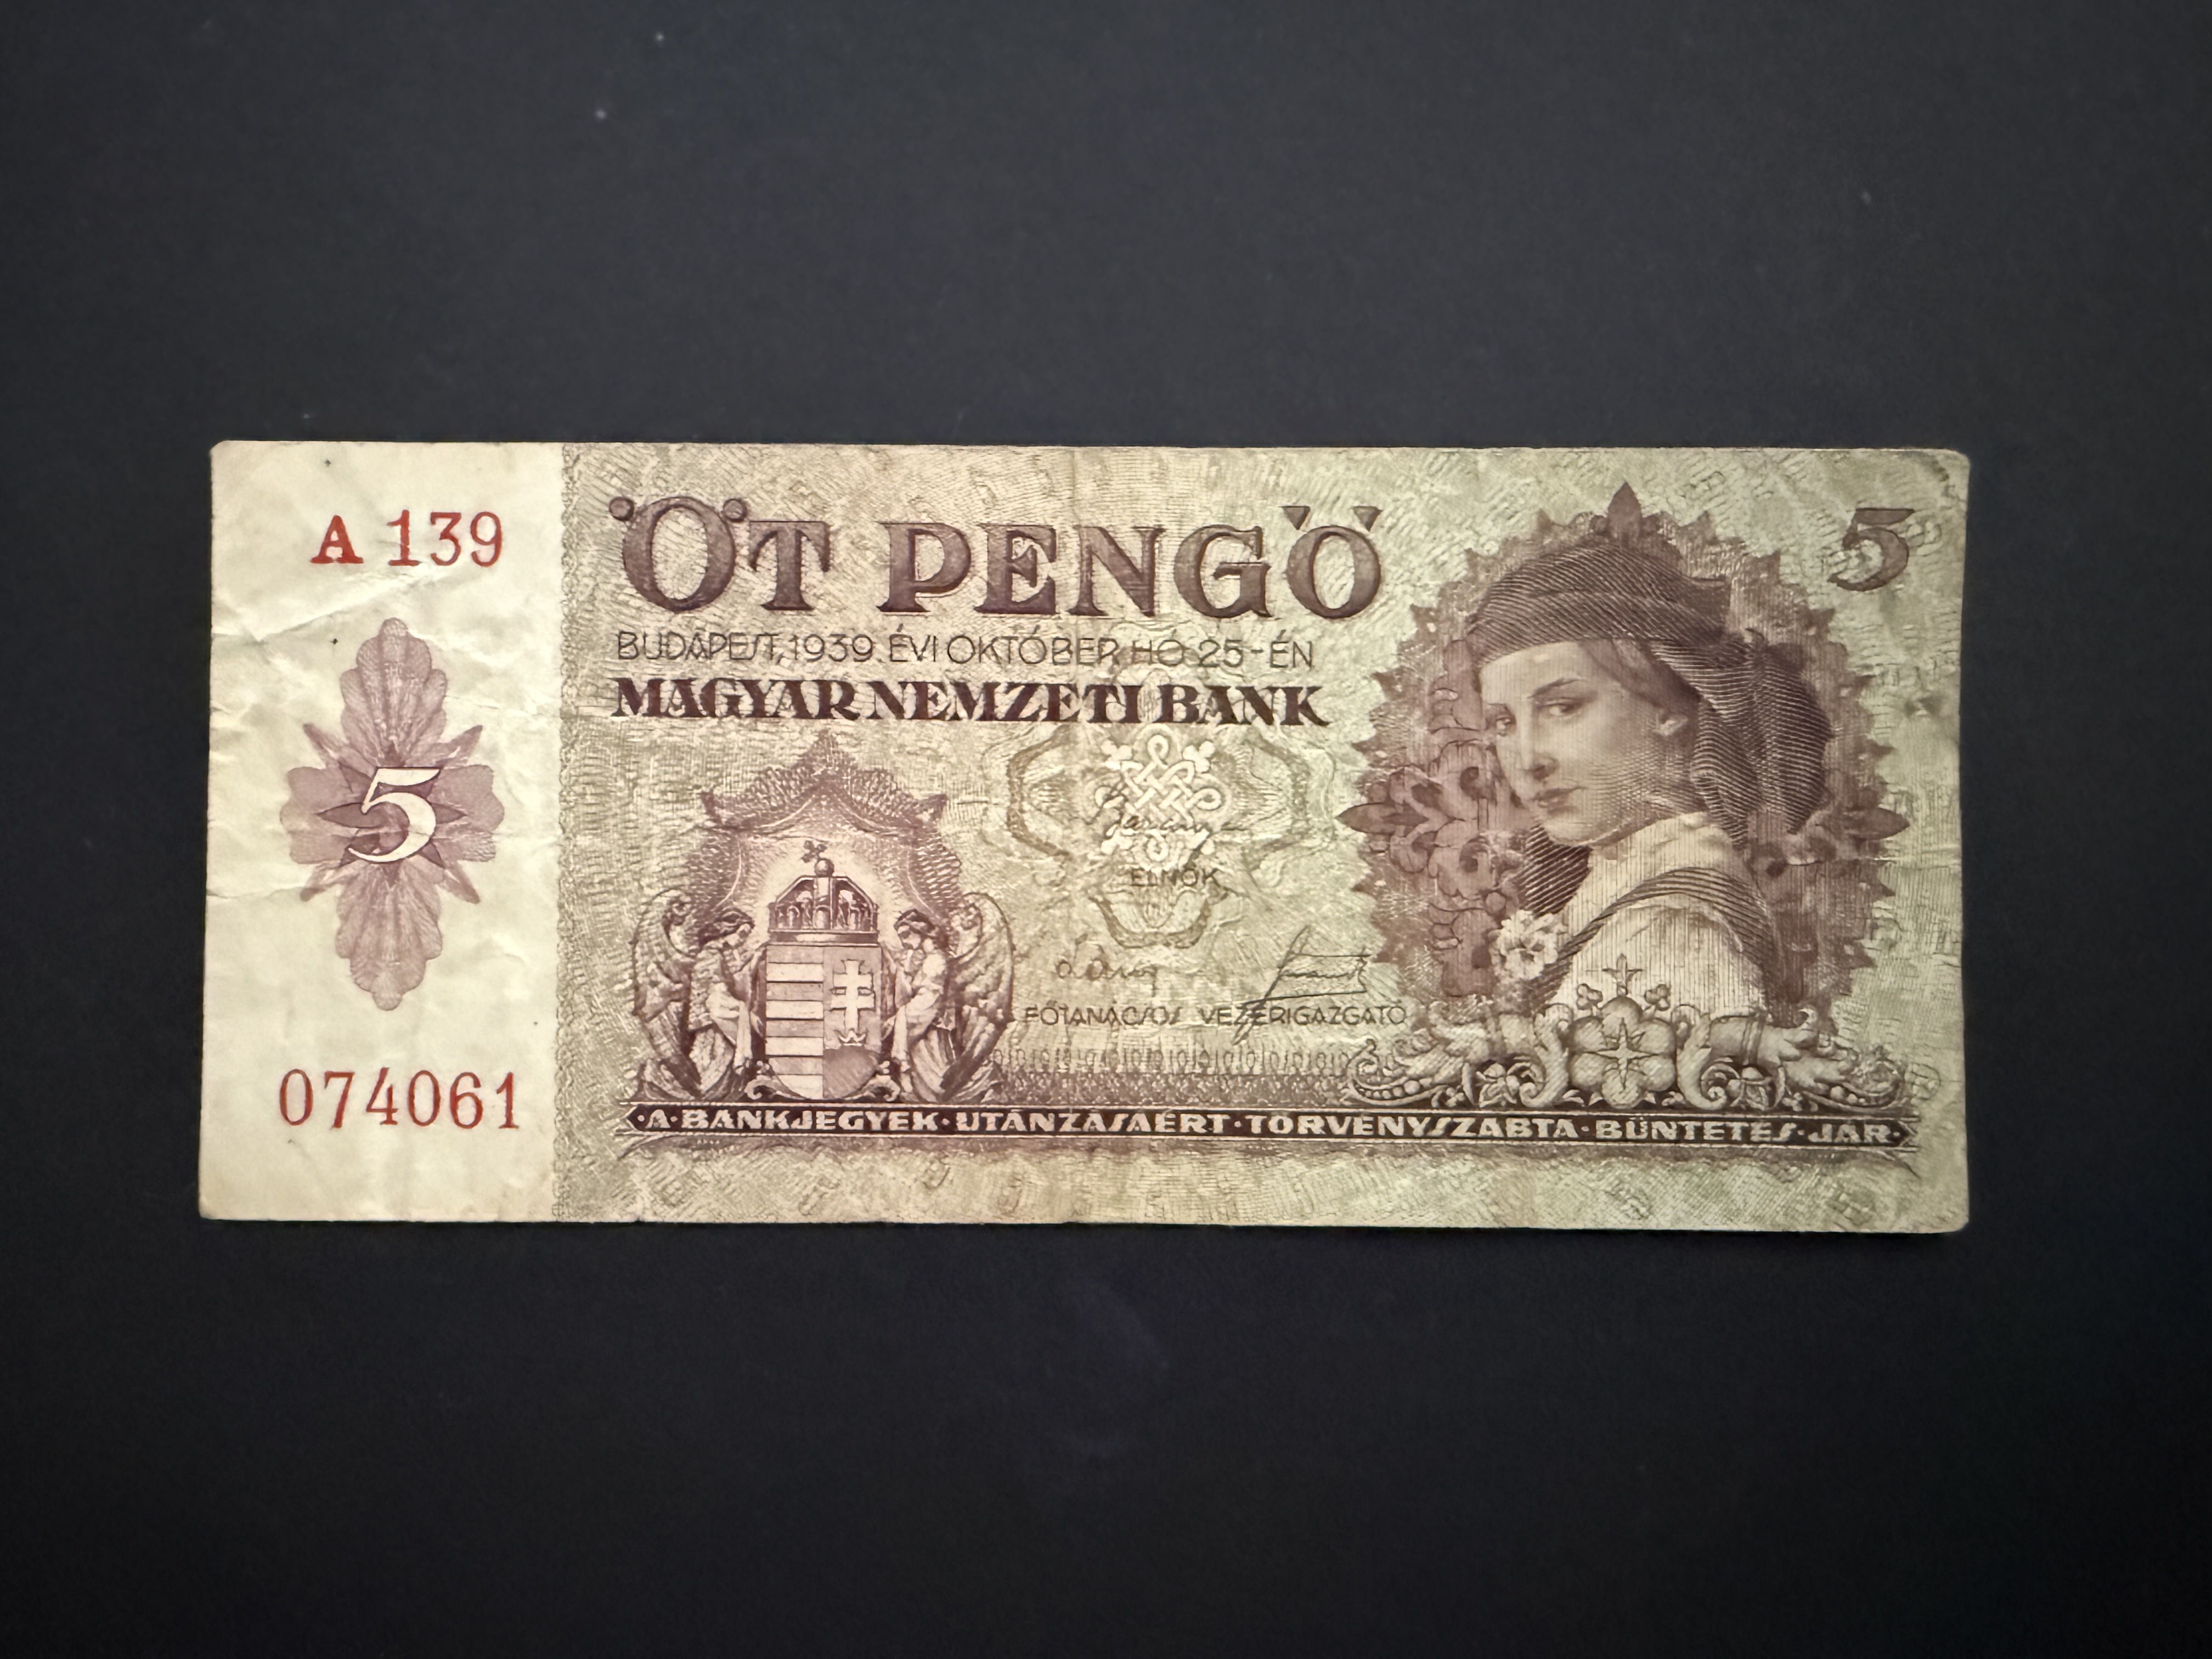 A 139
5
074061
ÖT PENGŐ
BUDAPEST, 1939. ÉVI OKTÓBER HÓ 25-ÉN
MAGYAR NEMZETI BANK
ELNÖK
FŐTANÁCSOS VEZÉRIGAZGATÓ
·A·BANKJEGYEK·UTÁNZÁSÁÉRT·TÖRVÉNYSZABTA·BÜNTETÉS·JÁR·
5